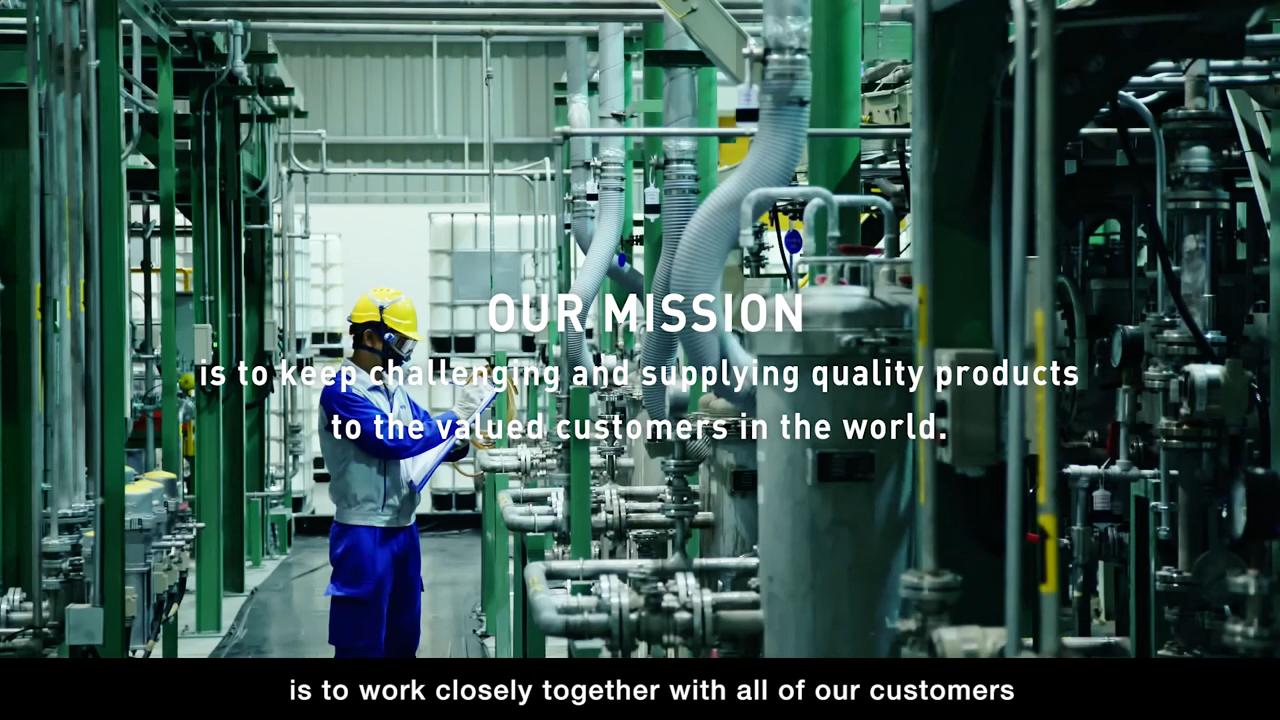 OUR MISSION
is to keep challenging and supplying quality products
to the valued customers in the world.
is to work closely together with all of our customers